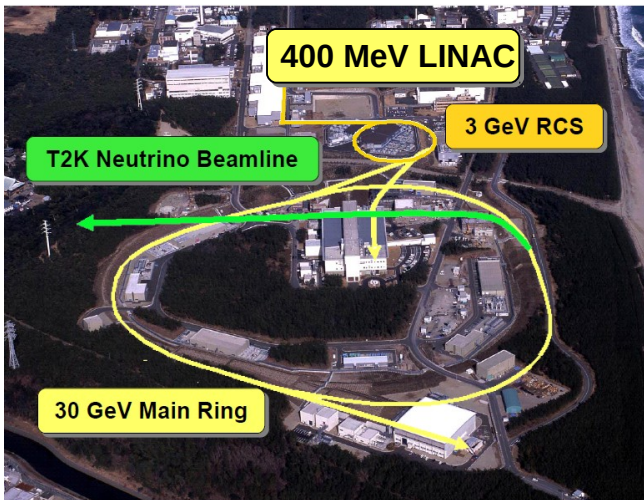 400 MeV LINAC
3 GeV RCS
T2K Neutrino Beamline
30 GeV Main Ring